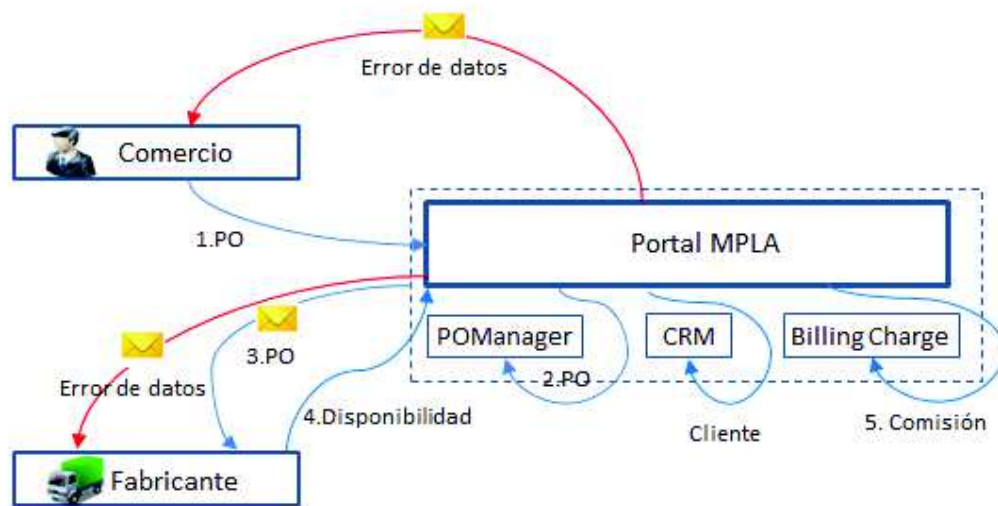 Error de datos
Comercio
1.PO
Portal MPLA
3.PO
POManager
CRM
Billing Charge
2.PO
Error de datos
4.Disponibilidad
Cliente
5. Comisión
Fabricante